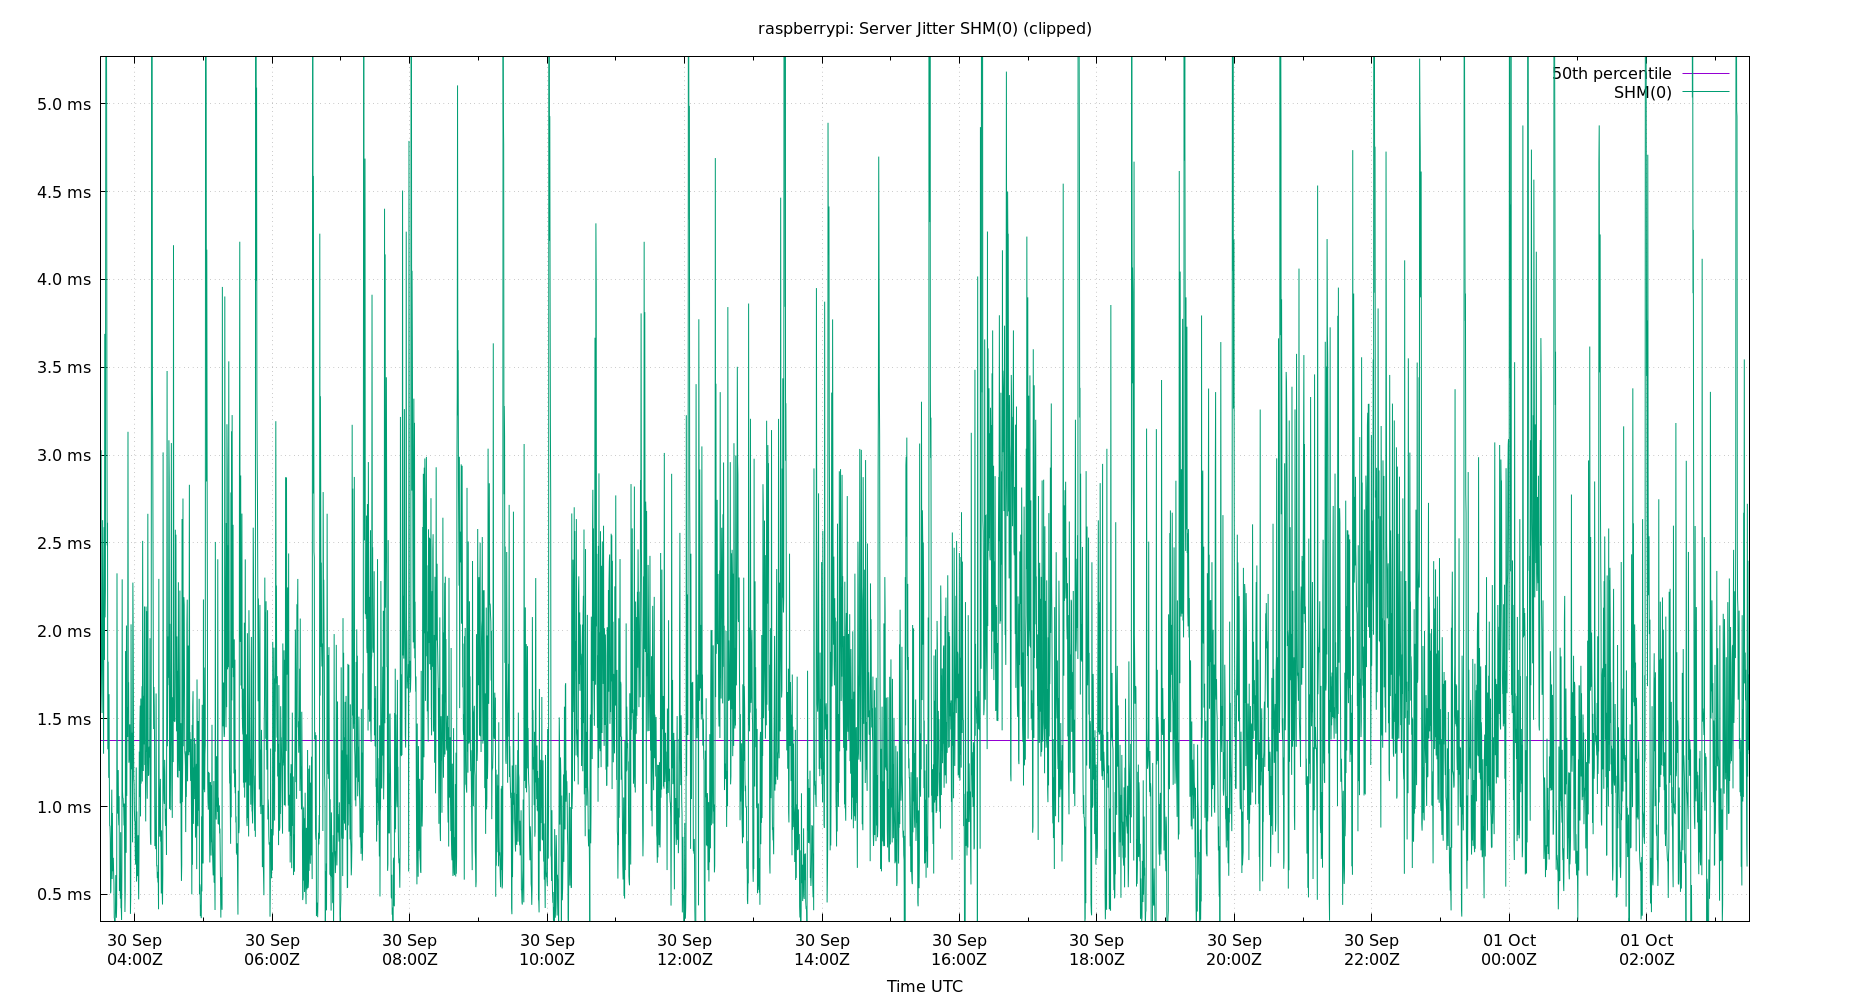 raspberrypi: Server Jitter SHM(0) (clipped)
50th percentile
SHM(0)
5.0 ms
4.5 ms
4.0 ms
3.5 ms
3.0 ms
2.5 ms
2.0 ms
1.5 ms
1.0 ms
0.5 ms
30 Sep 30 Sep 30 Sep 30 Sep 30 Sep 30 Sep 30 Sep 30 Sep 30 Sep 30 Sep 01 Oct 01 Oct
04:00Z 06:00Z 08:00Z 10:00Z 12:00Z 14:00Z 16:00Z 18:00Z 20:00Z 22:00Z 00:00Z 02:00Z
Time UTC